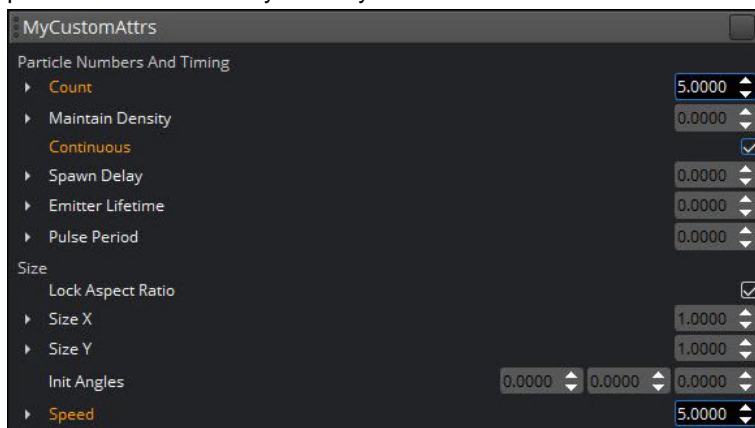 MyCustomAttrs
Particle Numbers And Timing
Count 5.0000
Maintain Density 0.0000
Continuous
Spawn Delay 0.0000
Emitter Lifetime 0.0000
Pulse Period 0.0000
Size
Lock Aspect Ratio
Size X 1.0000
Size Y 1.0000
Init Angles 0.0000 0.0000 0.0000
Speed 5.0000